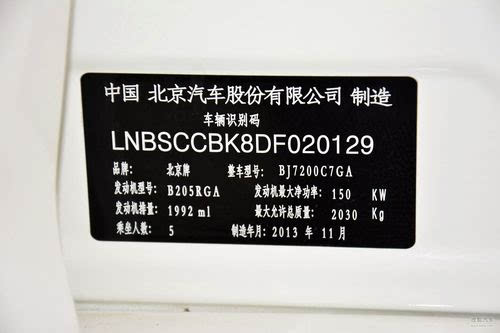 中国 北京汽车股份有限公司 制造
车辆识别码
LNBSCCBK8DF020129
品牌: 北京牌 整车型号: BJ7200C7GA
发动机型号: B205RGA 发动机最大净功率: 150 KW
发动机排量: 1992 ml 最大允许总质量: 2030 Kg
乘坐人数: 5 制造年月: 2013 年 11 月